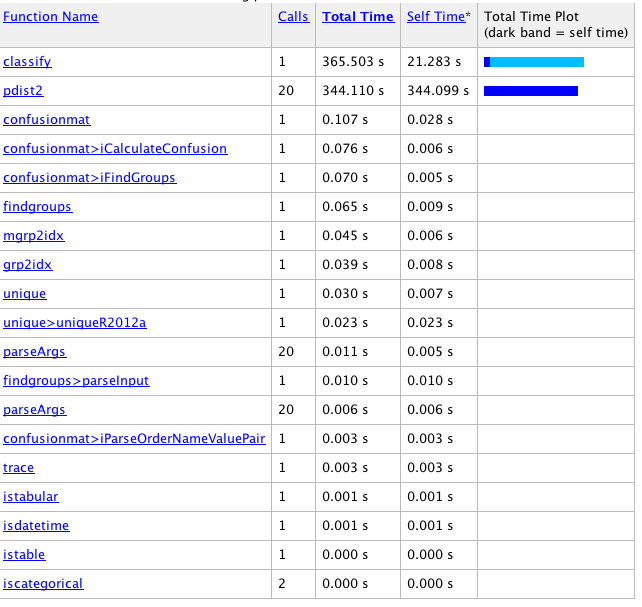 Function Name Calls Total Time Self Time* Total Time Plot
(dark band = self time)
classify 1 365.503 s 21.283 s
pdist2 20 344.110 s 344.099 s
confusionmat 1 0.107 s 0.028 s
confusionmat>iCalculateConfusion 1 0.076 s 0.006 s
confusionmat>iFindGroups 1 0.070 s 0.005 s
findgroups 1 0.065 s 0.009 s
mgrp2idx 1 0.045 s 0.006 s
grp2idx 1 0.039 s 0.008 s
unique 1 0.030 s 0.007 s
unique>uniqueR2012a 1 0.023 s 0.023 s
parseArgs 20 0.011 s 0.005 s
findgroups>parseInput 1 0.010 s 0.010 s
parseArgs 20 0.006 s 0.006 s
confusionmat>iParseOrderNameValuePair 1 0.003 s 0.003 s
trace 1 0.003 s 0.003 s
istabular 1 0.001 s 0.001 s
isdatetime 1 0.001 s 0.001 s
istable 1 0.000 s 0.000 s
iscategorical 2 0.000 s 0.000 s